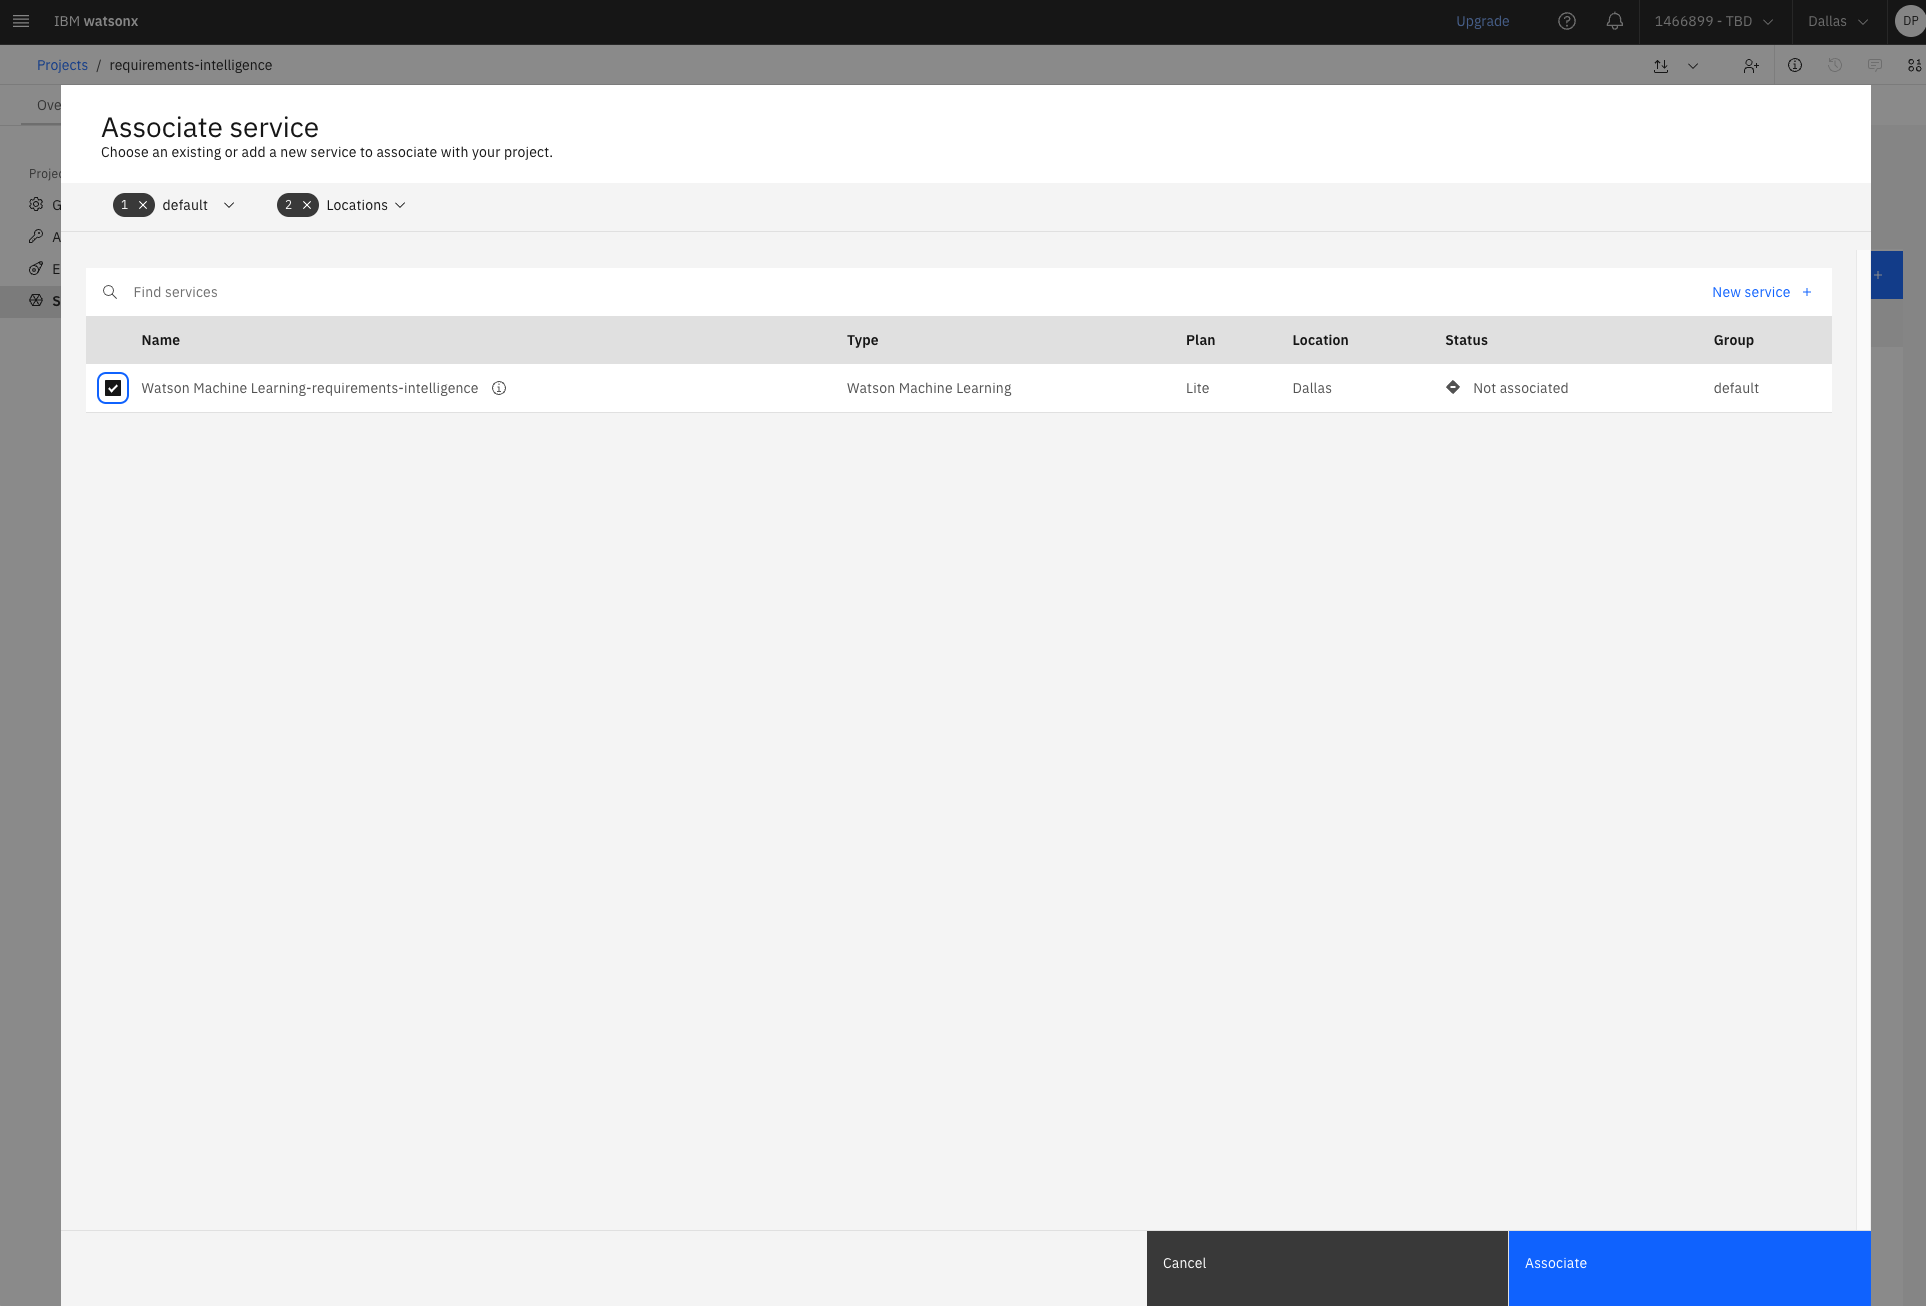 IBM watsonx
Upgrade
1466899 - TBD
Dallas
DP
Projects / requirements-intelligence
Ove
Associate service
Choose an existing or add a new service to associate with your project.
Projec
1 default
2 Locations
G
A
E
S
Find services
New service +
Name Type Plan Location Status Group
Watson Machine Learning-requirements-intelligence Watson Machine Learning Lite Dallas Not associated default
Cancel
Associate